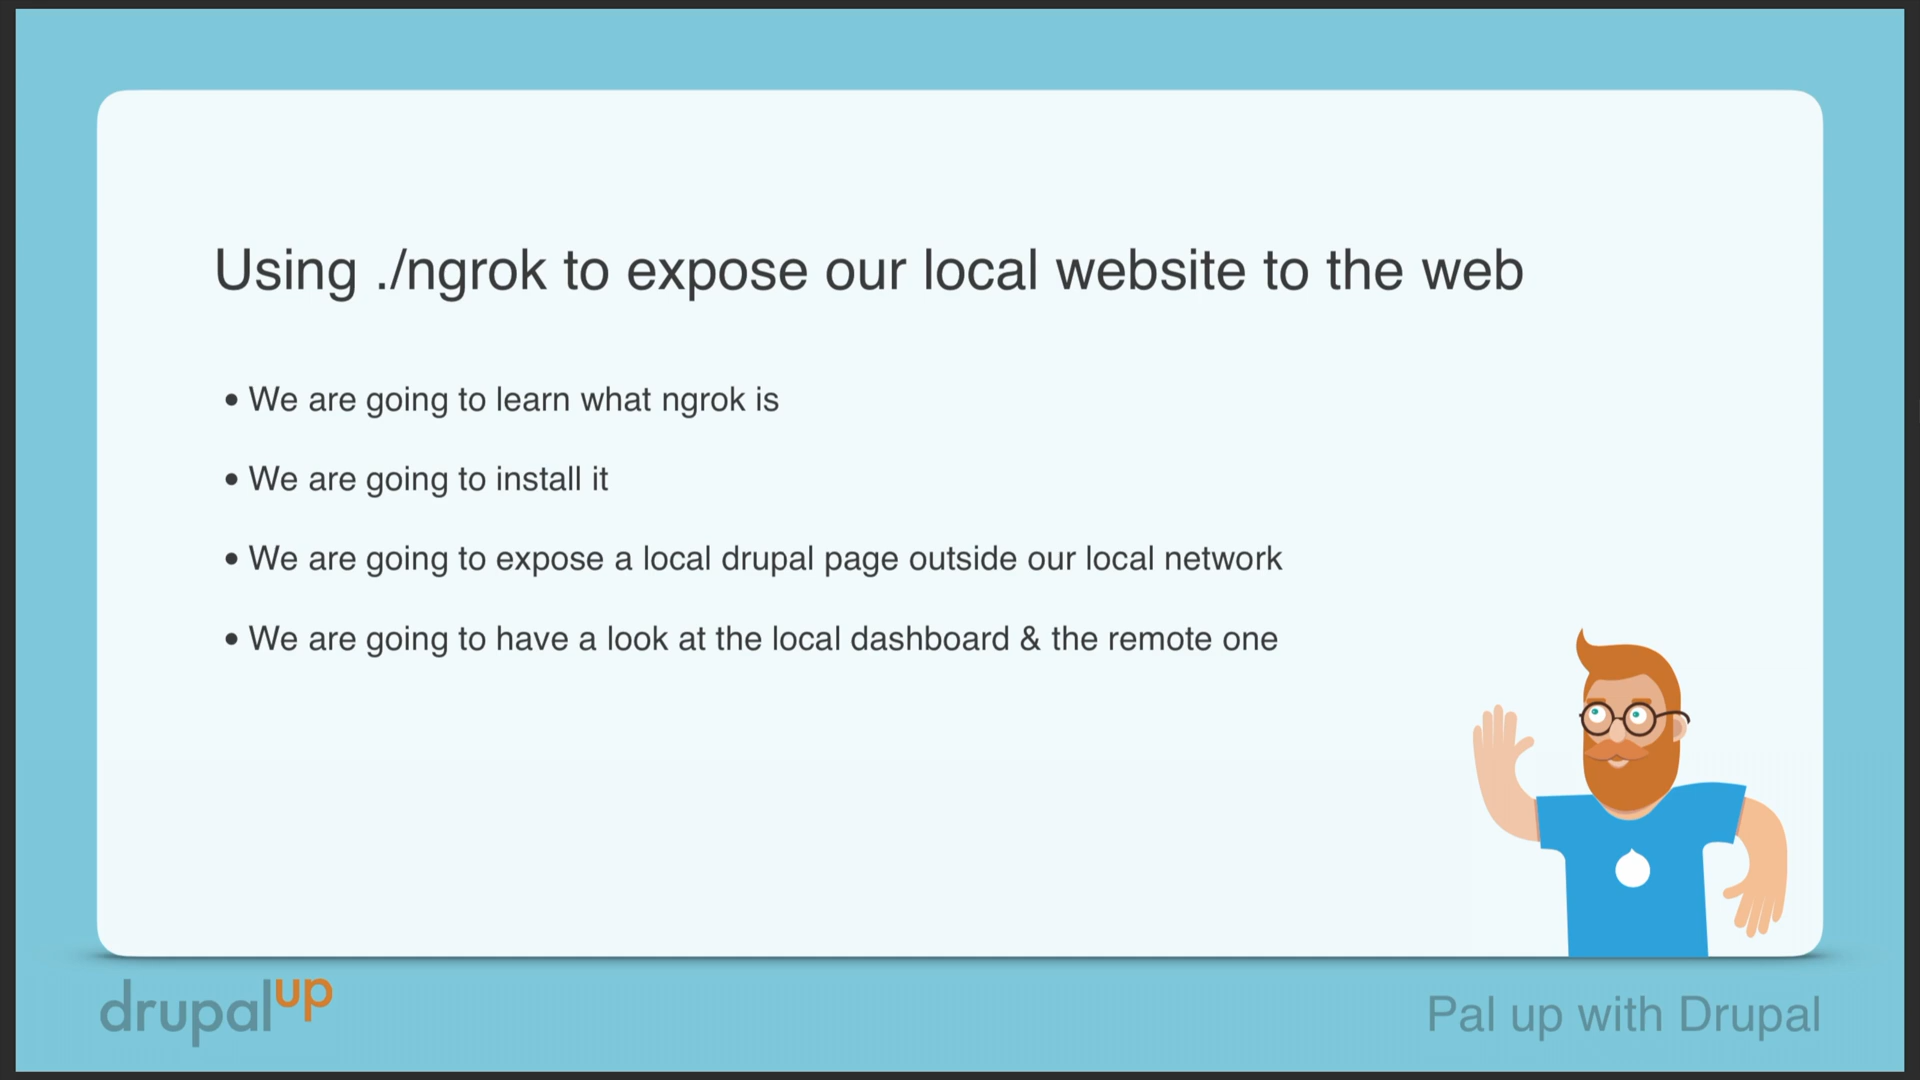 Using ./ngrok to expose our local website to the web
• We are going to learn what ngrok is
• We are going to install it
• We are going to expose a local drupal page outside our local network
• We are going to have a look at the local dashboard & the remote one
drupalup
Pal up with Drupal